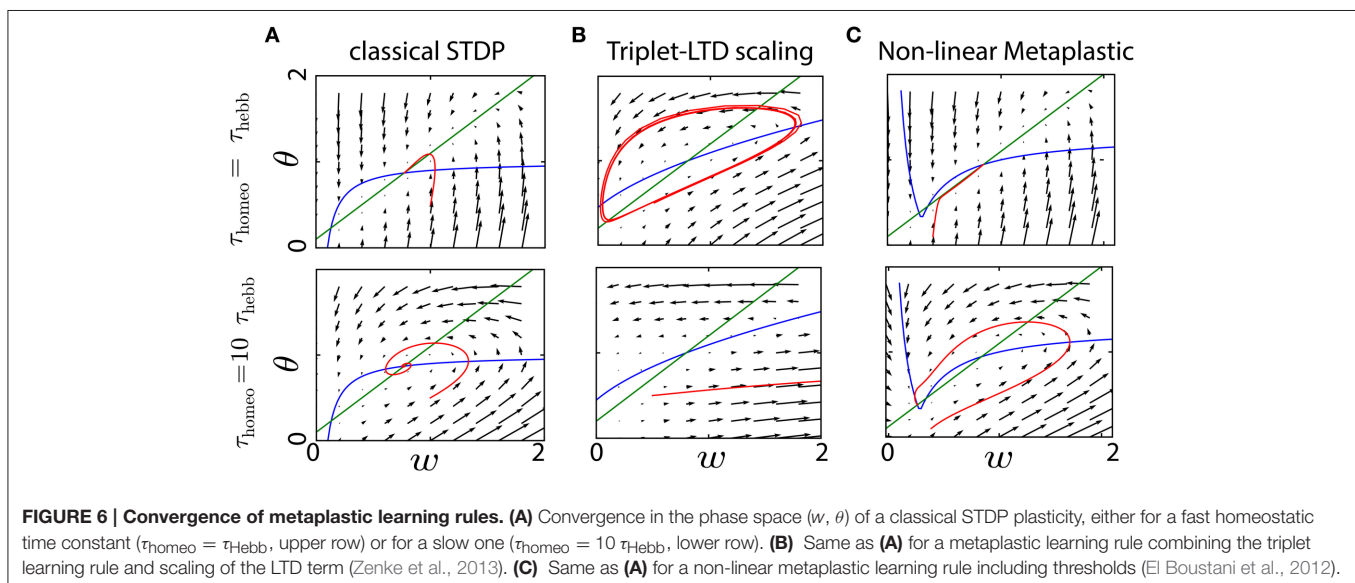 A
classical STDP
B
Triplet-LTD scaling
C
Non-linear Metaplastic
τhomeo = τhebb
2
θ
0
τhomeo = 10 τhebb
θ
0
0
w
2
0
w
2
0
w
2
FIGURE 6 | Convergence of metaplastic learning rules. (A) Convergence in the phase space (w, θ) of a classical STDP plasticity, either for a fast homeostatic
time constant (τhomeo = τHebb, upper row) or for a slow one (τhomeo = 10 τHebb, lower row). (B) Same as (A) for a metaplastic learning rule combining the triplet
learning rule and scaling of the LTD term (Zenke et al., 2013). (C) Same as (A) for a non-linear metaplastic learning rule including thresholds (El Boustani et al., 2012).